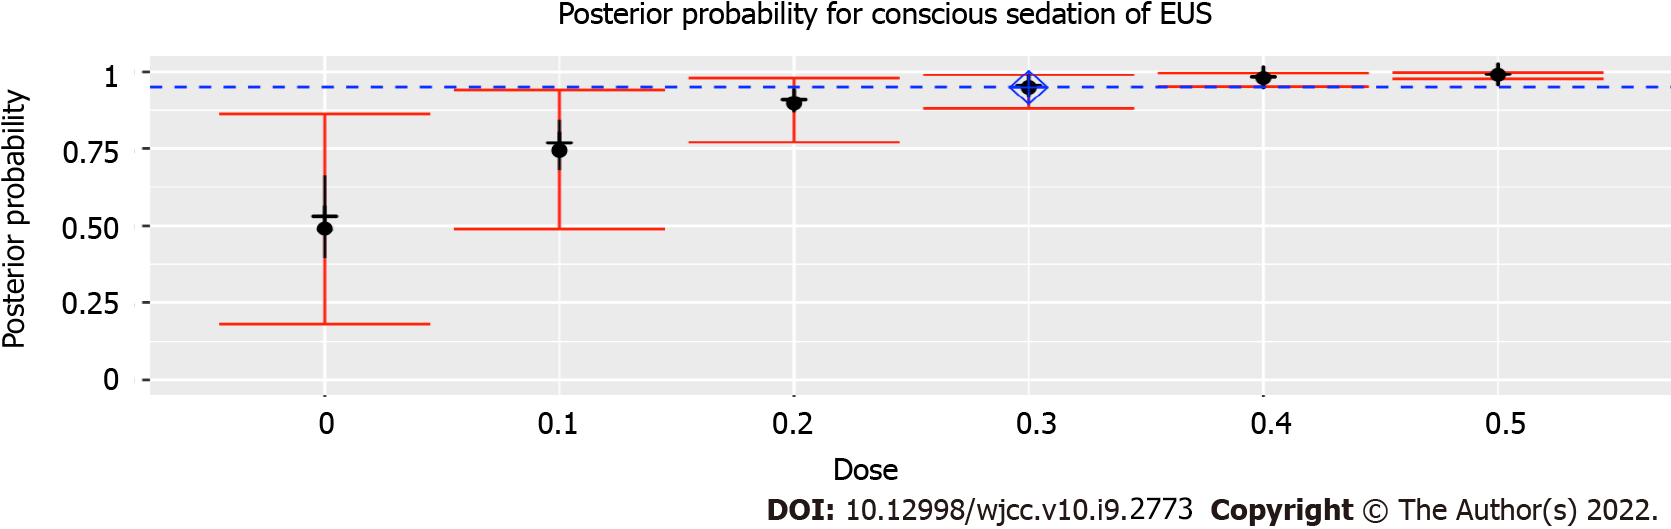 Posterior probability for conscious sedation of EUS
Posterior probability
1
0.75
0.50
0.25
0
0 0.1 0.2 0.3 0.4 0.5
Dose
DOI: 10.12998/wjcc.v10.i9.2773 Copyright © The Author(s) 2022.